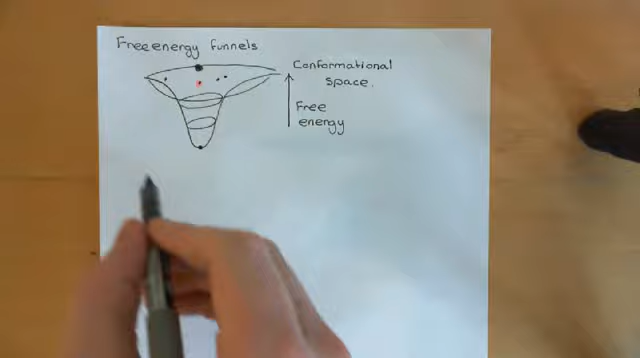 Free energy funnels
Conformational
space.
Free
energy